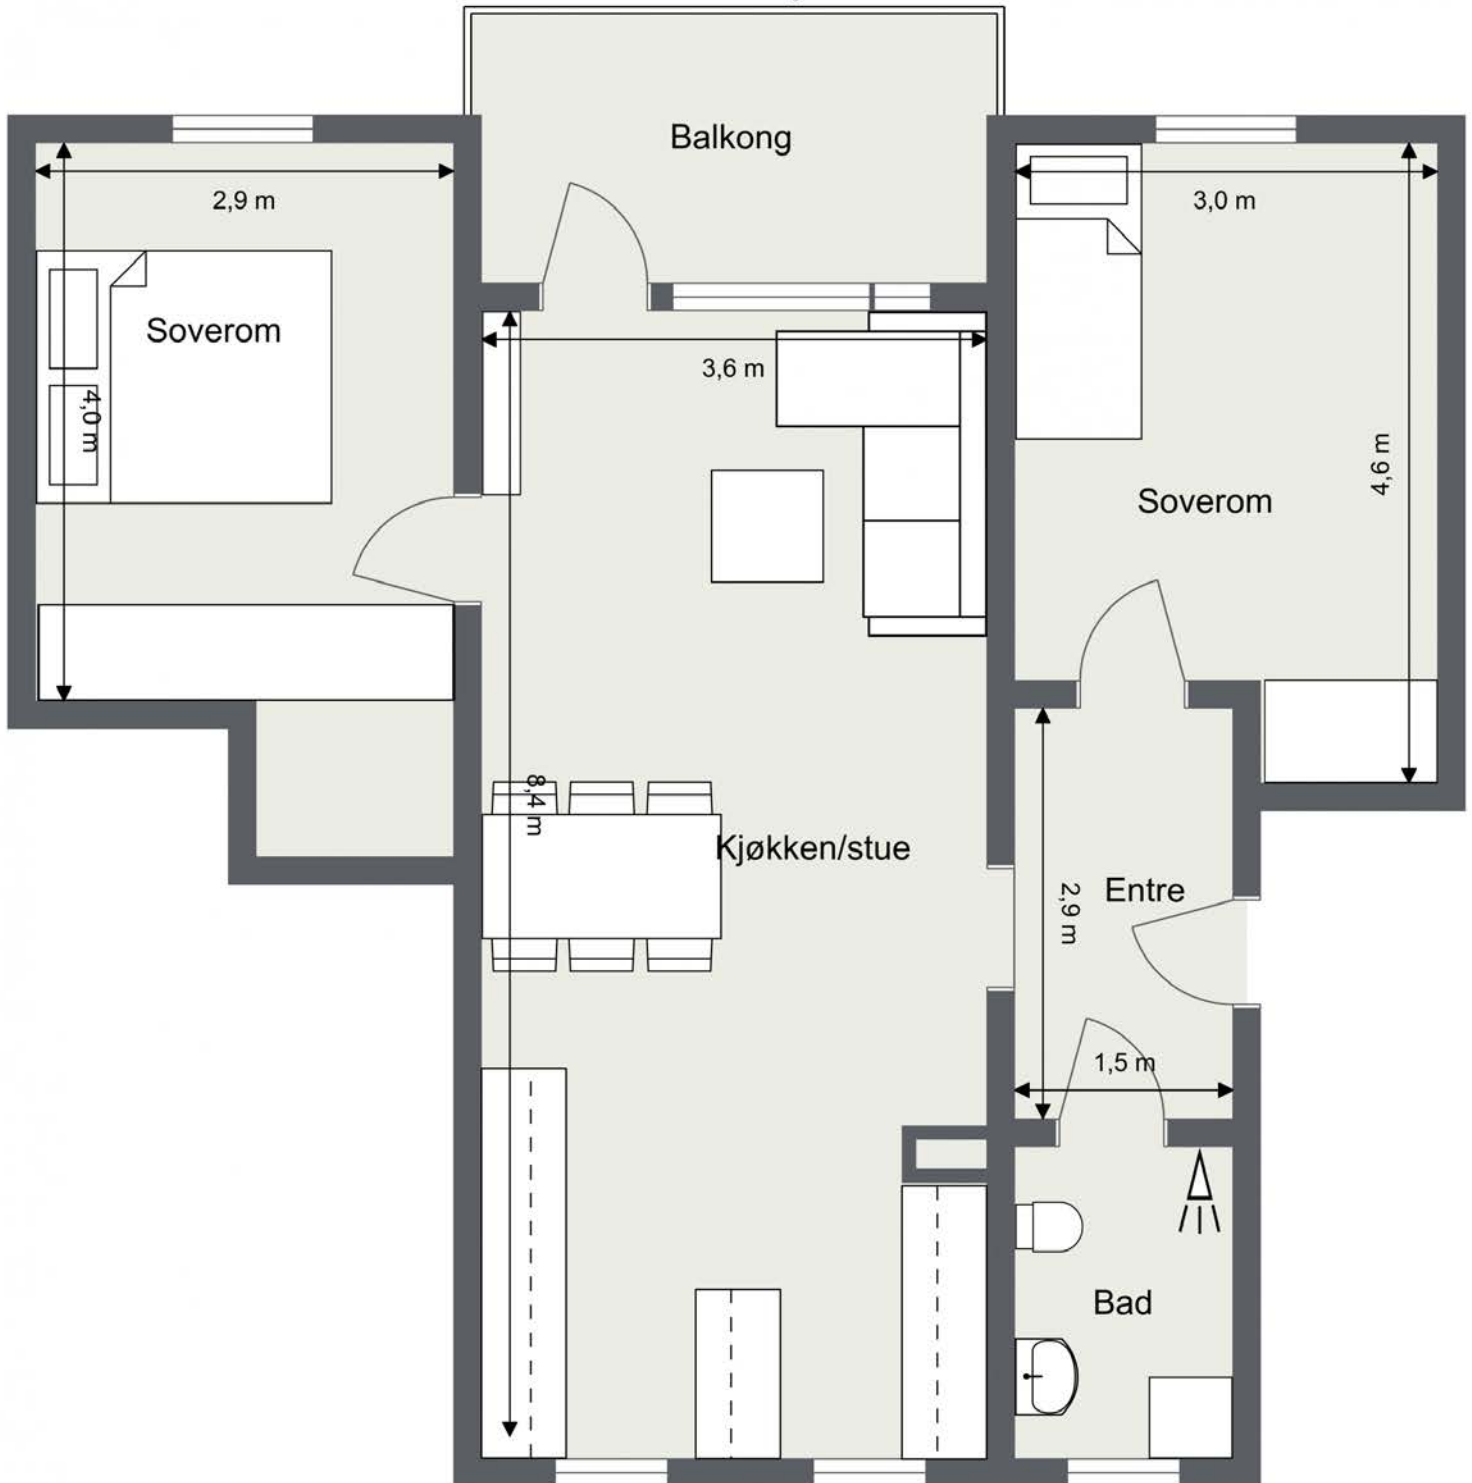 Balkong
2,9 m
3,0 m
Soverom
3,6 m
4,0 m
4,6 m
Soverom
8,4 m
Kjøkken/stue
Entre
2,9 m
1,5 m
Bad